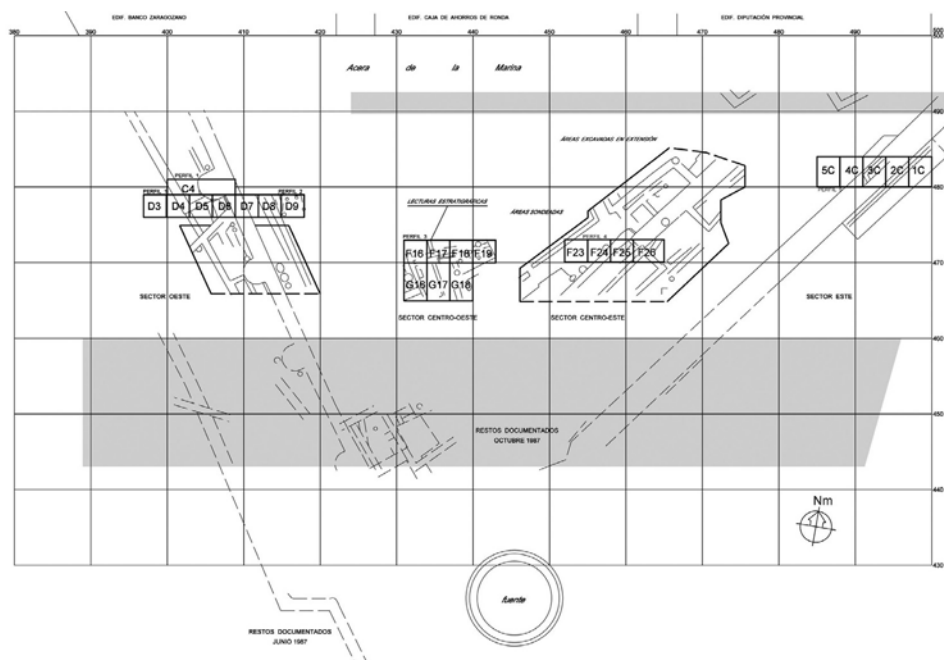 EDIF. BANCO ZARAGOZANO
EDIF. CAJA DE AHORROS DE RONDA
EDIF. DIPUTACIÓN PROVINCIAL
380 390 400 410 420 430 440 450 460 470 480 490 500
500
Acera de la Marina
490
ÁREAS EXCAVADAS EN EXTENSIÓN
PERFIL 1
C4
5C 4C 3C 2C 1C
480
PERFIL 1
PERFIL 2
PERFIL
D3 D4 D5 D6 D7 D8 D9
LECTURAS ESTRATIGRÁFICAS
ÁREAS SONDEADAS
PERFIL 3
PERFIL 4
F16 F17 F18 F19
F23 F24 F25 F26
470
G16 G17 G18
SECTOR OESTE
SECTOR ESTE
SECTOR CENTRO-OESTE
SECTOR CENTRO-ESTE
460
450
RESTOS DOCUMENTADOS
OCTUBRE 1987
440
Nm
430
fuente
RESTOS DOCUMENTADOS
JUNIO 1987